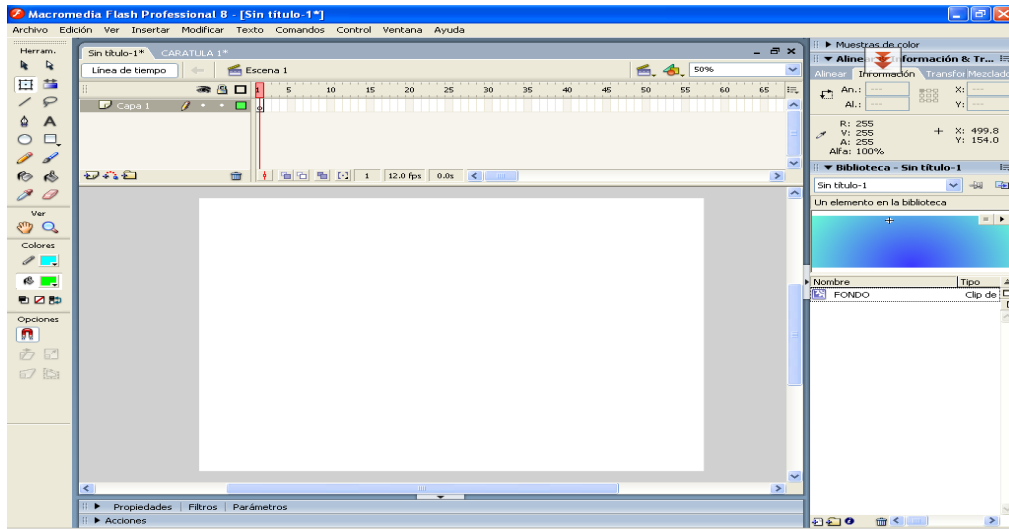 Macromedia Flash Professional 8 - [Sin título-1*]
Archivo Edición Ver Insertar Modificar Texto Comandos Control Ventana Ayuda
Herram.
Sin título-1* CARATULA 1*
Línea de tiempo Escena 1 50%
1 5 10 15 20 25 30 35 40 45 50 55 60 65
Capa 1
1 12.0 fps 0.0s
Ver
Colores
Opciones
Propiedades Filtros Parámetros
Acciones
Muestras de color
Alinear Información Transfor Mezclado
An.: X:
Al.: Y:
R: 255
V: 255 X: 499.8
A: 255 Y: 154.0
Alfa: 100%
Biblioteca - Sin título-1
Sin título-1
Un elemento en la biblioteca
Nombre Tipo
FONDO Clip de